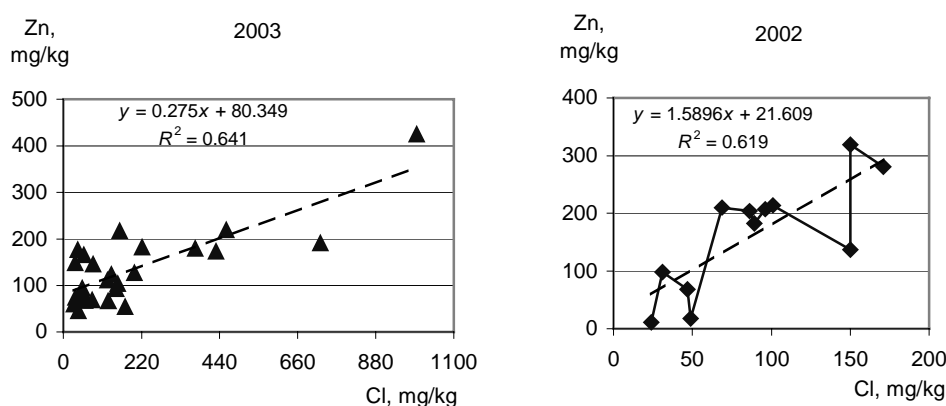 Zn,
mg/kg
2003
y = 0.275x + 80.349
R² = 0.641
500
400
300
200
100
0
0 220 440 660 880 1100
Cl, mg/kg
Zn,
mg/kg
2002
y = 1.5896x + 21.609
R² = 0.619
400
300
200
100
0
0 50 100 150 200
Cl, mg/kg